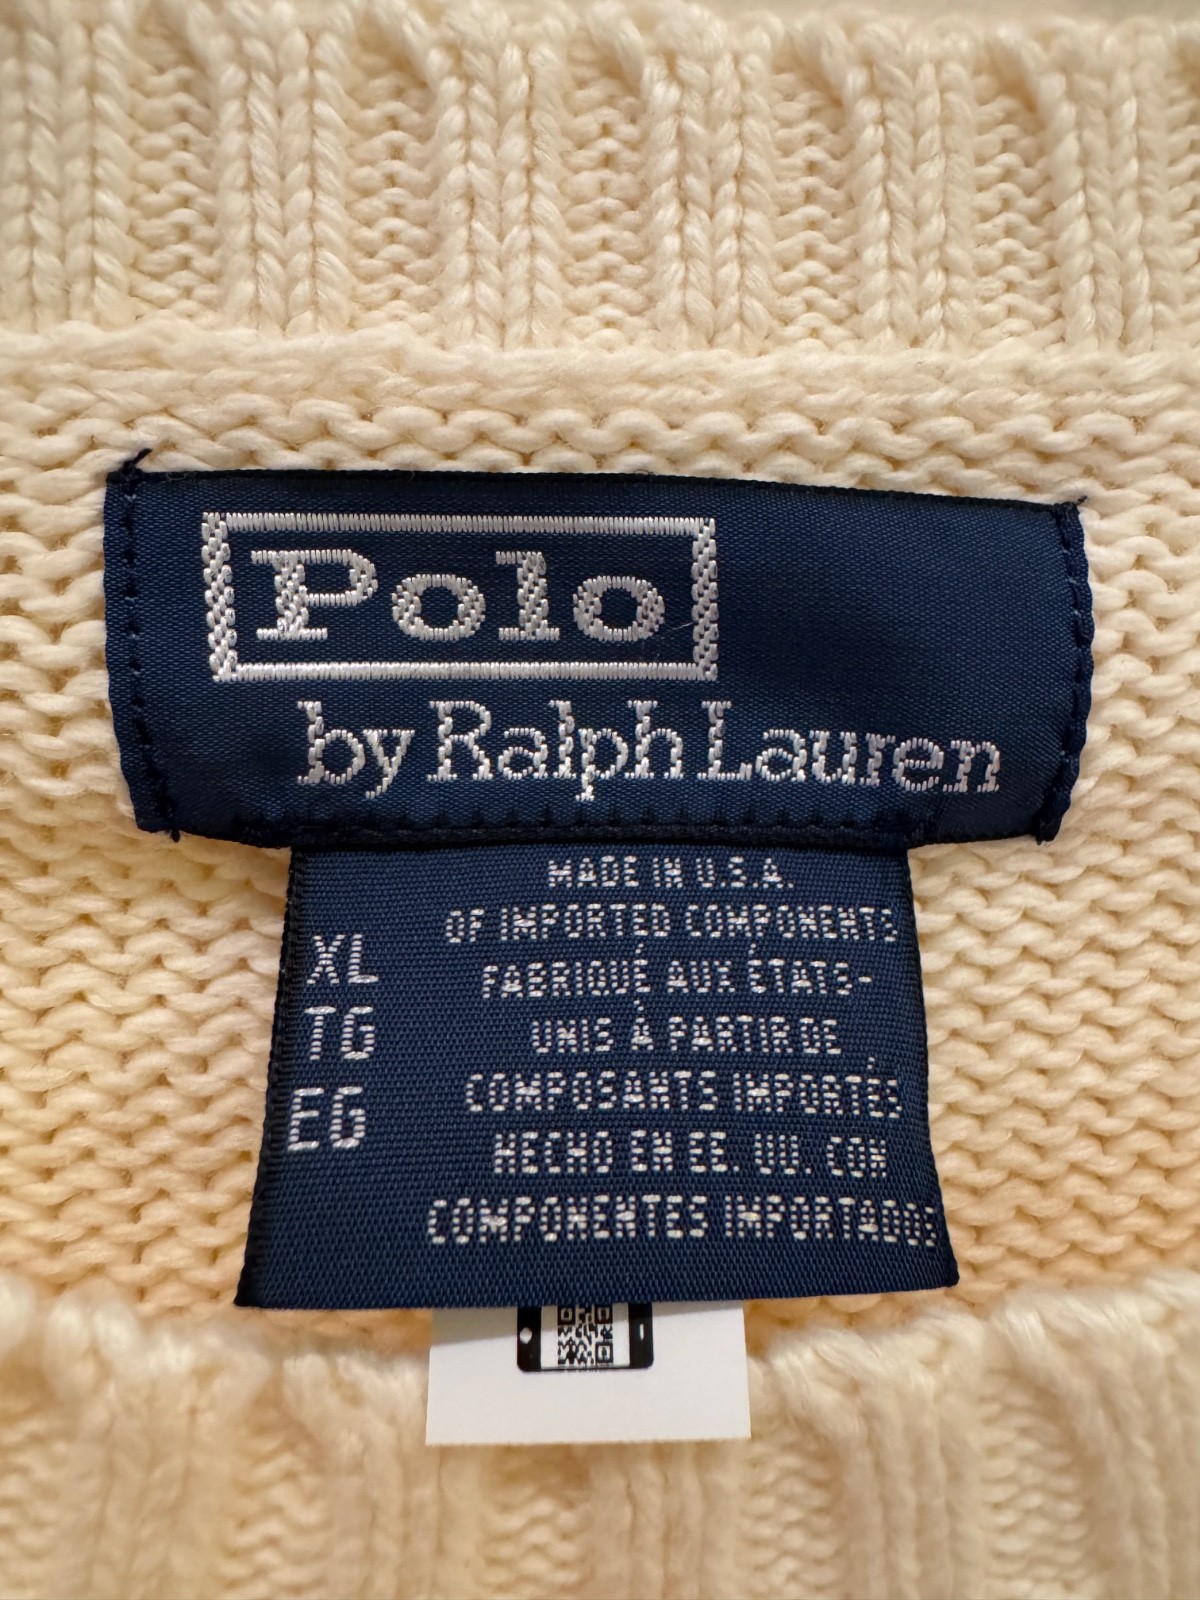 Polo
by Ralph Lauren
MADE IN U.S.A.
OF IMPORTED COMPONENTS
FABRIQUÉ AUX ÉTATS-
UNIS À PARTIR DE
COMPOSANTS IMPORTÉS
HECHO EN EE. UU. CON
COMPONENTES IMPORTADOS
XL
TG
EG